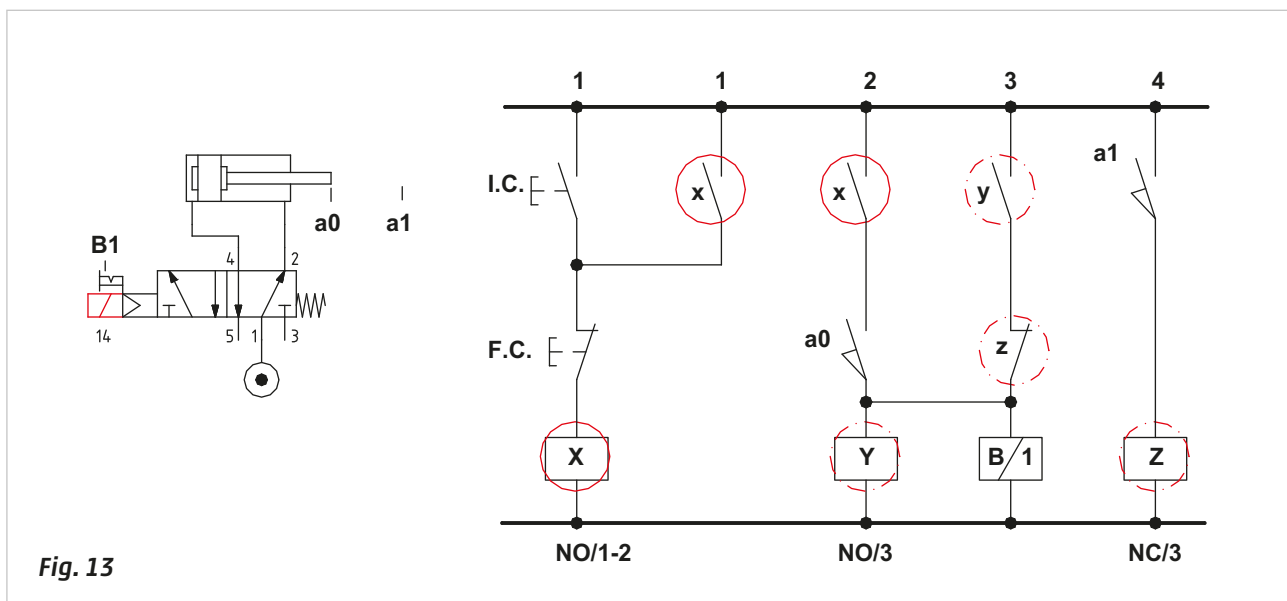 1 1 2 3 4
a1
I.C. x x y
a0 a1
B1
4 2
14 5 1 3
a0
F.C. z
X Y B 1 Z
NO/1-2 NO/3 NC/3
Fig. 13